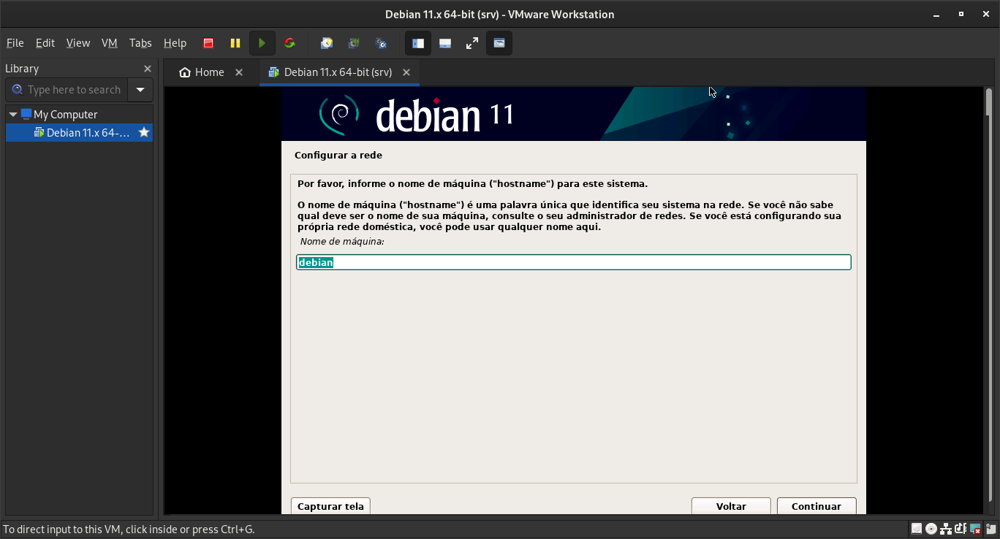 Debian 11.x 64-bit (srv) - VMware Workstation
File Edit View VM Tabs Help
Library
Type here to search
My Computer
Debian 11.x 64-...
Home
Debian 11.x 64-bit (srv)
debian 11
Configurar a rede
Por favor, informe o nome de máquina ("hostname") para este sistema.
O nome de máquina ("hostname") é uma palavra única que identifica seu sistema na rede. Se você não sabe
qual deve ser o nome de sua máquina, consulte o seu administrador de redes. Se você está configurando sua
própria rede doméstica, você pode usar qualquer nome aqui.
Nome de máquina:
debian
Capturar tela
Voltar
Continuar
To direct input to this VM, click inside or press Ctrl+G.